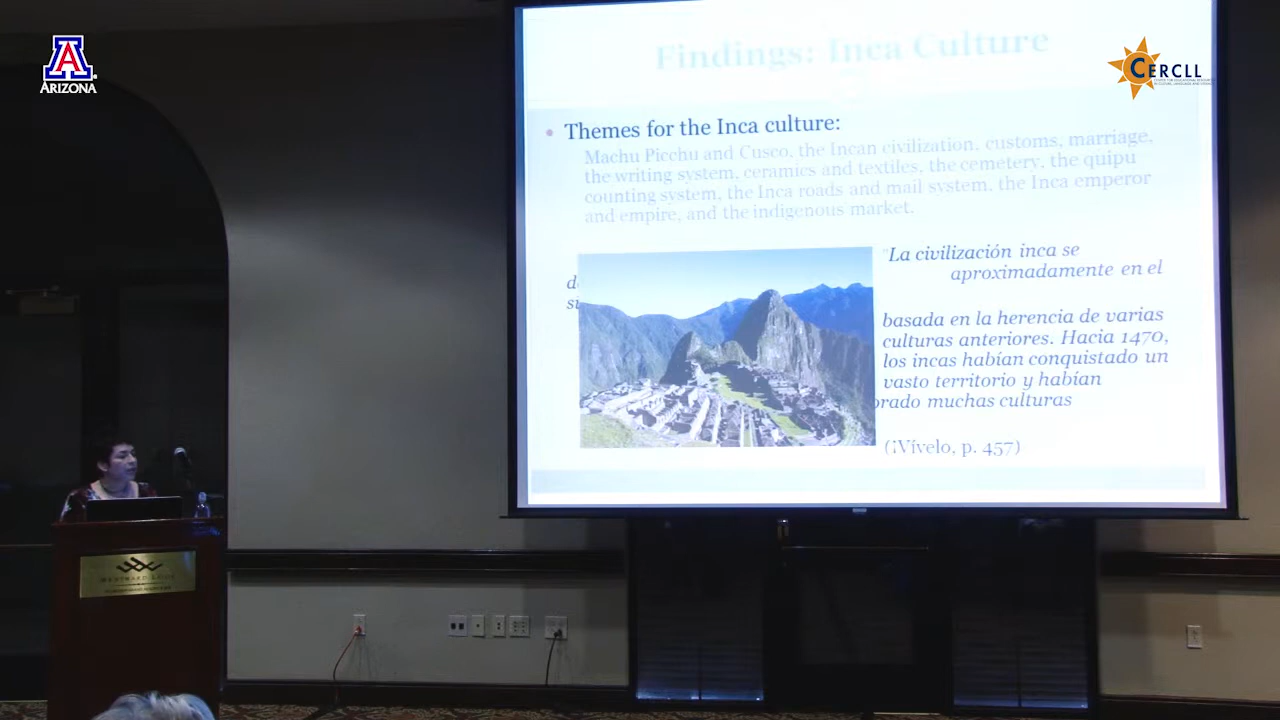 ARIZONA
CERCLL
Findings: Inca Culture
Themes for the Inca culture:
Machu Picchu and Cusco, the Incan civilization, customs, marriage,
the writing system, ceramics and textiles, the cemetery, the quipu
counting system, the Inca roads and mail system, the Inca emperor
and empire, and the indigenous market.
"La civilización inca se
aproximadamente en el
basada en la herencia de varias
culturas anteriores. Hacia 1470,
los incas habían conquistado un
vasto territorio y habían
orado muchas culturas
(¡Vívelo, p. 457)